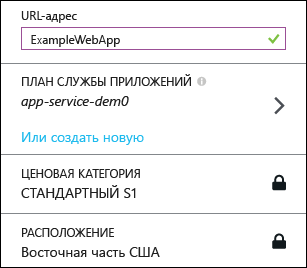 URL-адрес
ExampleWebApp
ПЛАН СЛУЖБЫ ПРИЛОЖЕНИЙ
app-service-dem0
Или создать новую
ЦЕНОВАЯ КАТЕГОРИЯ
СТАНДАРТНЫЙ S1
РАСПОЛОЖЕНИЕ
Восточная часть США